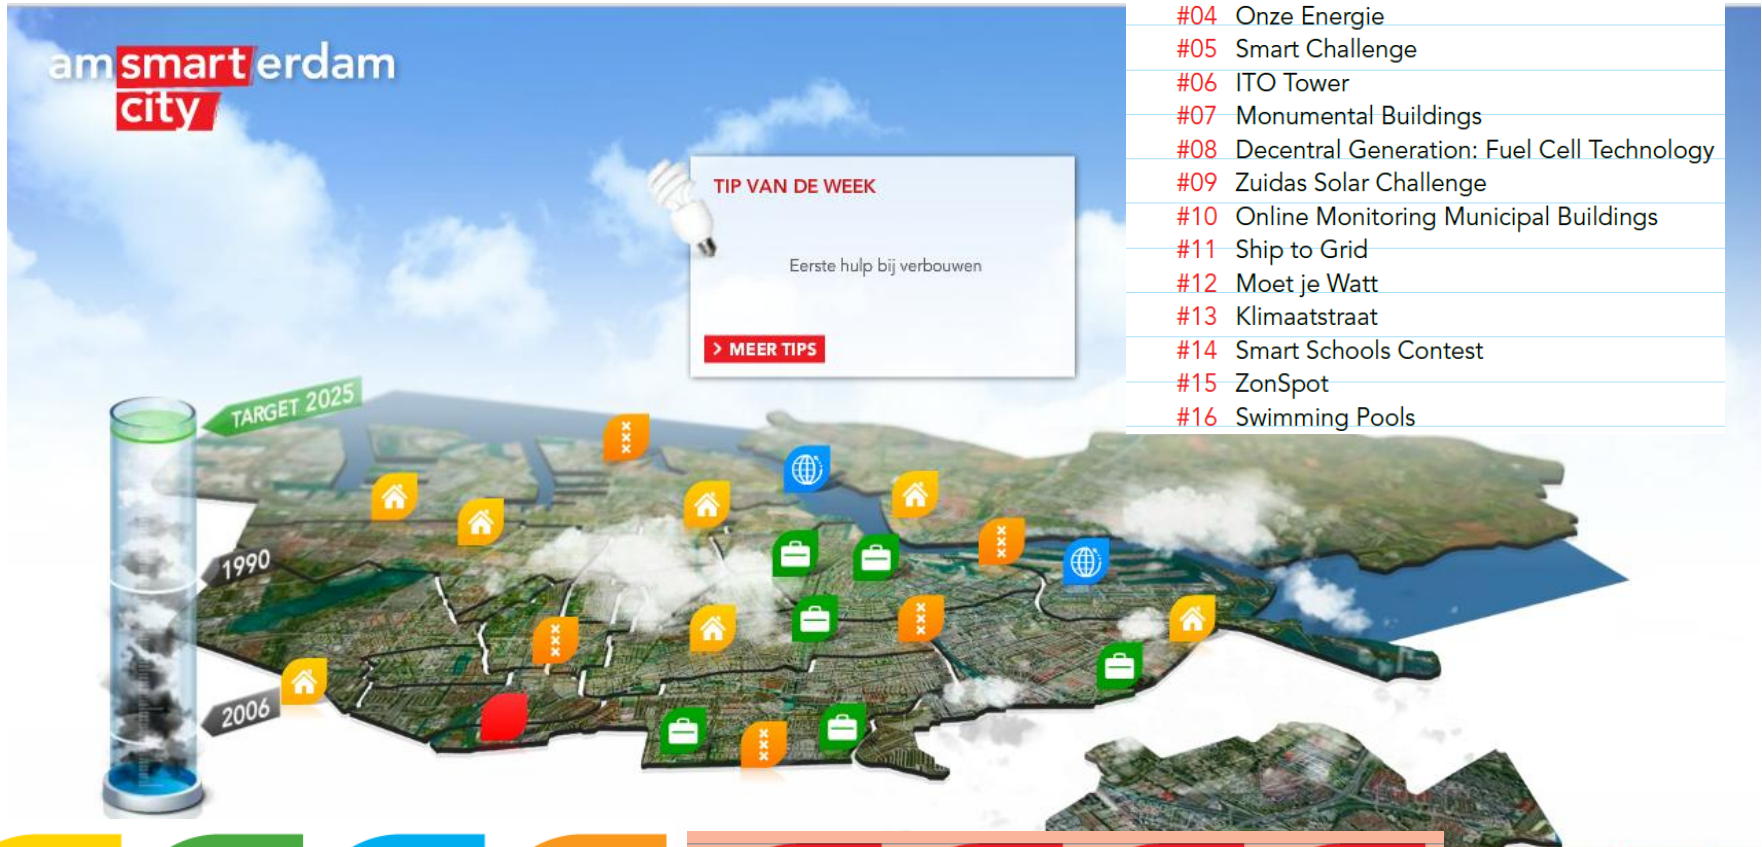 amsmarterdam
city
TIP VAN DE WEEK
Eerste hulp bij verbouwen
> MEER TIPS
#04 Onze Energie
#05 Smart Challenge
#06 ITO Tower
#07 Monumental Buildings
#08 Decentral Generation: Fuel Cell Technology
#09 Zuidas Solar Challenge
#10 Online Monitoring Municipal Buildings
#11 Ship to Grid
#12 Moet je Watt
#13 Klimaatstraat
#14 Smart Schools Contest
#15 ZonSpot
#16 Swimming Pools
TARGET 2025
1990
2006